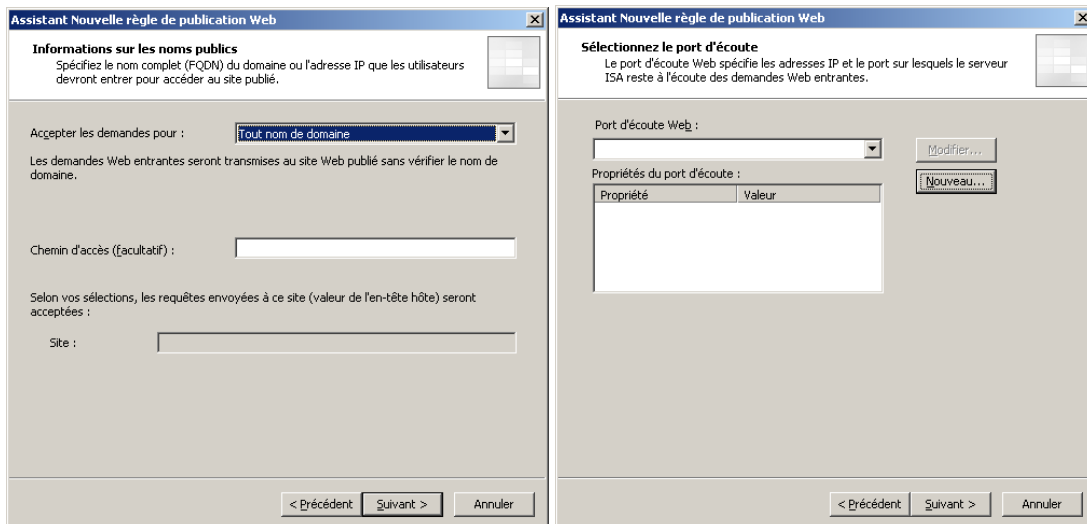 Assistant Nouvelle règle de publication Web
Informations sur les noms publics
Spécifiez le nom complet (FQDN) du domaine ou l'adresse IP que les utilisateurs
devront entrer pour accéder au site publié.
Accepter les demandes pour :
Tout nom de domaine
Les demandes Web entrantes seront transmises au site Web publié sans vérifier le nom de
domaine.
Chemin d'accès (facultatif) :
Selon vos sélections, les requêtes envoyées à ce site (valeur de l'en-tête hôte) seront
acceptées :
Site :
< Précédent
Suivant >
Annuler
Assistant Nouvelle règle de publication Web
Sélectionnez le port d'écoute
Le port d'écoute Web spécifie les adresses IP et le port sur lesquels le serveur
ISA reste à l'écoute des demandes Web entrantes.
Port d'écoute Web :
Modifier...
Propriétés du port d'écoute :
Nouveau...
Propriété
Valeur
< Précédent
Suivant >
Annuler